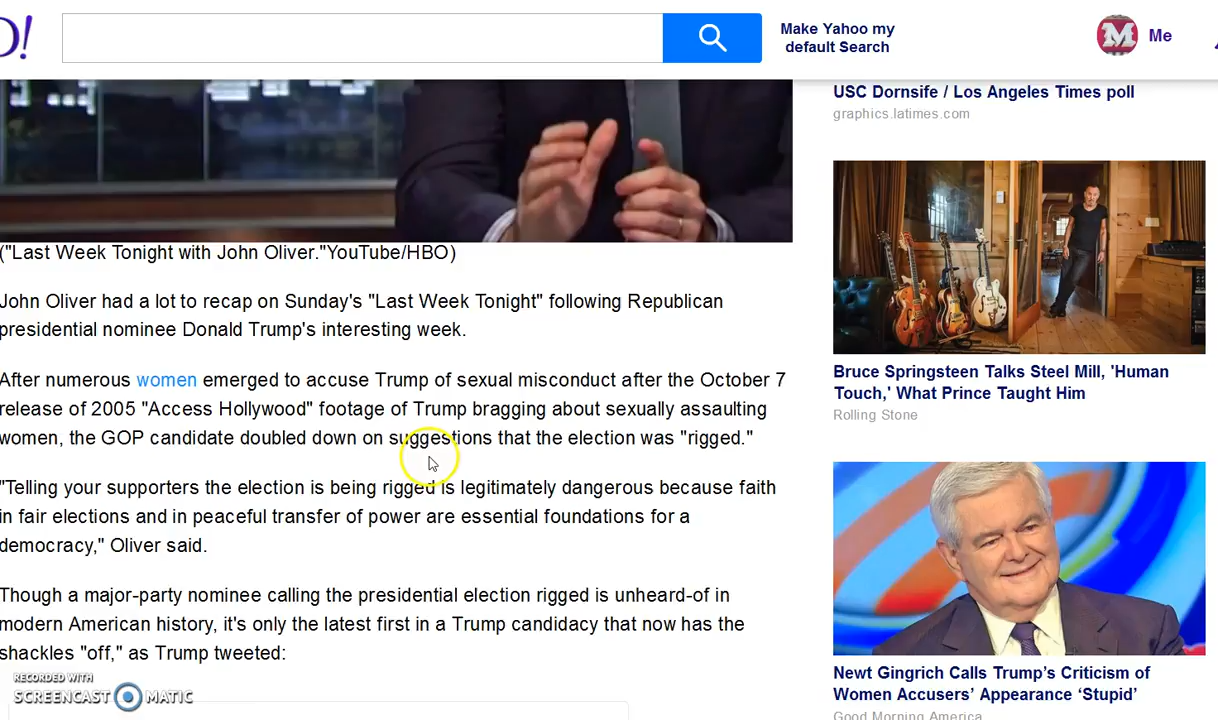 O!
Make Yahoo my
default Search
M
Me
USC Dornsife / Los Angeles Times poll
graphics.latimes.com
("Last Week Tonight with John Oliver."YouTube/HBO)
John Oliver had a lot to recap on Sunday's "Last Week Tonight" following Republican
presidential nominee Donald Trump's interesting week.
After numerous women emerged to accuse Trump of sexual misconduct after the October 7
release of 2005 "Access Hollywood" footage of Trump bragging about sexually assaulting
women, the GOP candidate doubled down on suggestions that the election was "rigged."
"Telling your supporters the election is being rigged is legitimately dangerous because faith
in fair elections and in peaceful transfer of power are essential foundations for a
democracy," Oliver said.
Though a major-party nominee calling the presidential election rigged is unheard-of in
modern American history, it's only the latest first in a Trump candidacy that now has the
shackles "off," as Trump tweeted:
Bruce Springsteen Talks Steel Mill, 'Human
Touch,' What Prince Taught Him
Rolling Stone
Newt Gingrich Calls Trump’s Criticism of
Women Accusers’ Appearance ‘Stupid’
Good Morning America
RECORDED WITH
SCREENCAST MATIC